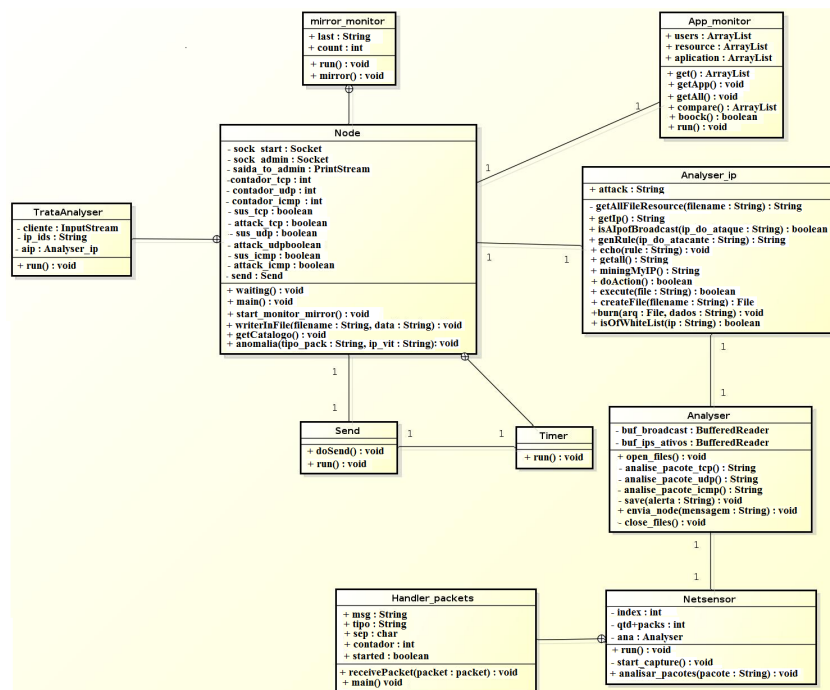 mirror_monitor
+ last : String
+ count : int
+ run() : void
+ mirror() : void
App_monitor
+ users : ArrayList
+ resource : ArrayList
+ aplication : ArrayList
+ get() : ArrayList
+ getApp() : void
+ getAll() : void
+ compare() : ArrayList
+ boock() : boolean
+ run() : void
1
1
Node
- sock_start : Socket
- sock_admin : Socket
- saida_to_admin : PrintStream
-contador_tcp : int
- contador_udp : int
- contador_icmp : int
- sus_tcp : boolean
- attack_tcp : boolean
- sus_udp : boolean
- attack_udpboolean
- sus_icmp : boolean
- attack_icmp : boolean
- send : Send
+ waiting() : void
+ main() : void
+ start_monitor_mirror() : void
+ writerInFile(filename : String, data : String) : void
+ getCatalogo() : void
+ anomalia(tipo_pack : String, ip_vit : String): void
TrataAnalyser
- cliente : InputStream
- ip_ids : String
- aip : Analyser_ip
+ run() : void
Analyser_ip
+ attack : String
- getAllFileResource(filename : String) : String
+ getIp() : String
+ isAIpofBroadcast(ip_do_ataque : String) : boolean
+ genRule(ip_do_atacante : String) : String
+ echo(rule : String) : void
+ getall() : String
+ miningMyIP() : String
+ doAction() : boolean
+ execute(file : String) : boolean
+ createFile(filename : String) : File
+burn(arq : File, dados : String) : void
+ isOfWhiteList(ip : String) : boolean
1
1
1
1
1
1
Send
+ doSend() : void
+ run() : void
1
1
Timer
+ run() : void
Analyser
- buf_broadcast : BufferedReader
- buf_ips_ativos : BufferedReader
+ open_files() : void
- analise_pacote_tcp() : String
- analise_pacote_udp() : String
- analise_pacote_icmp() : String
- save(alerta : String) : void
+ envia_node(mensagem : String) : void
- close_files() : void
1
1
Handler_packets
+ msg : String
+ tipo : String
+ sep : char
+ contador : int
+ started : boolean
+ receivePacket(packet : packet) : void
+ main() void
Netsensor
- index : int
- qtd+packs : int
- ana : Analyser
+ run() : void
- start_capture() : void
+ analisar_pacotes(pacote : String) : void